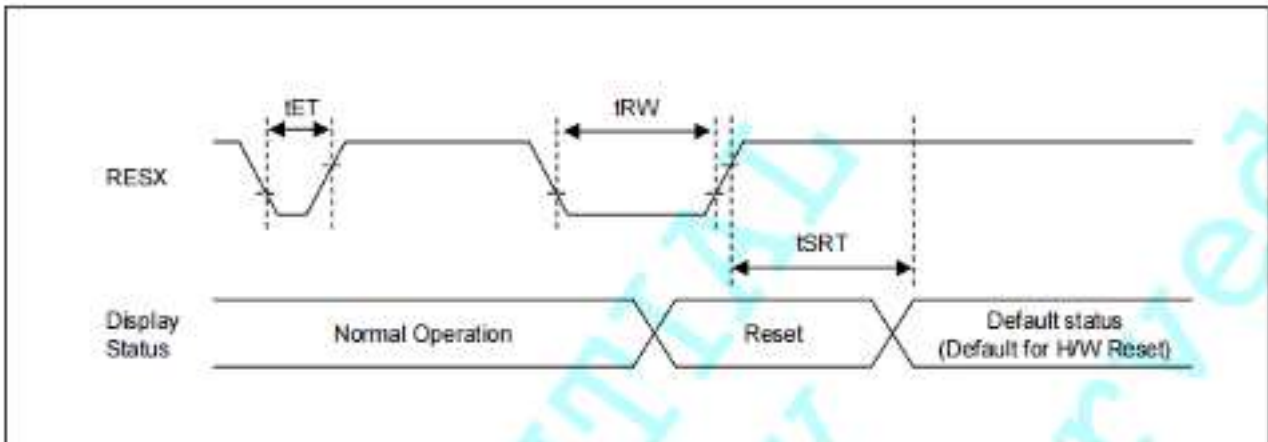 tET
tRW
RESX
tSRT
Display
Status
Normal Operation
Reset
Default status
(Default for H/W Reset)